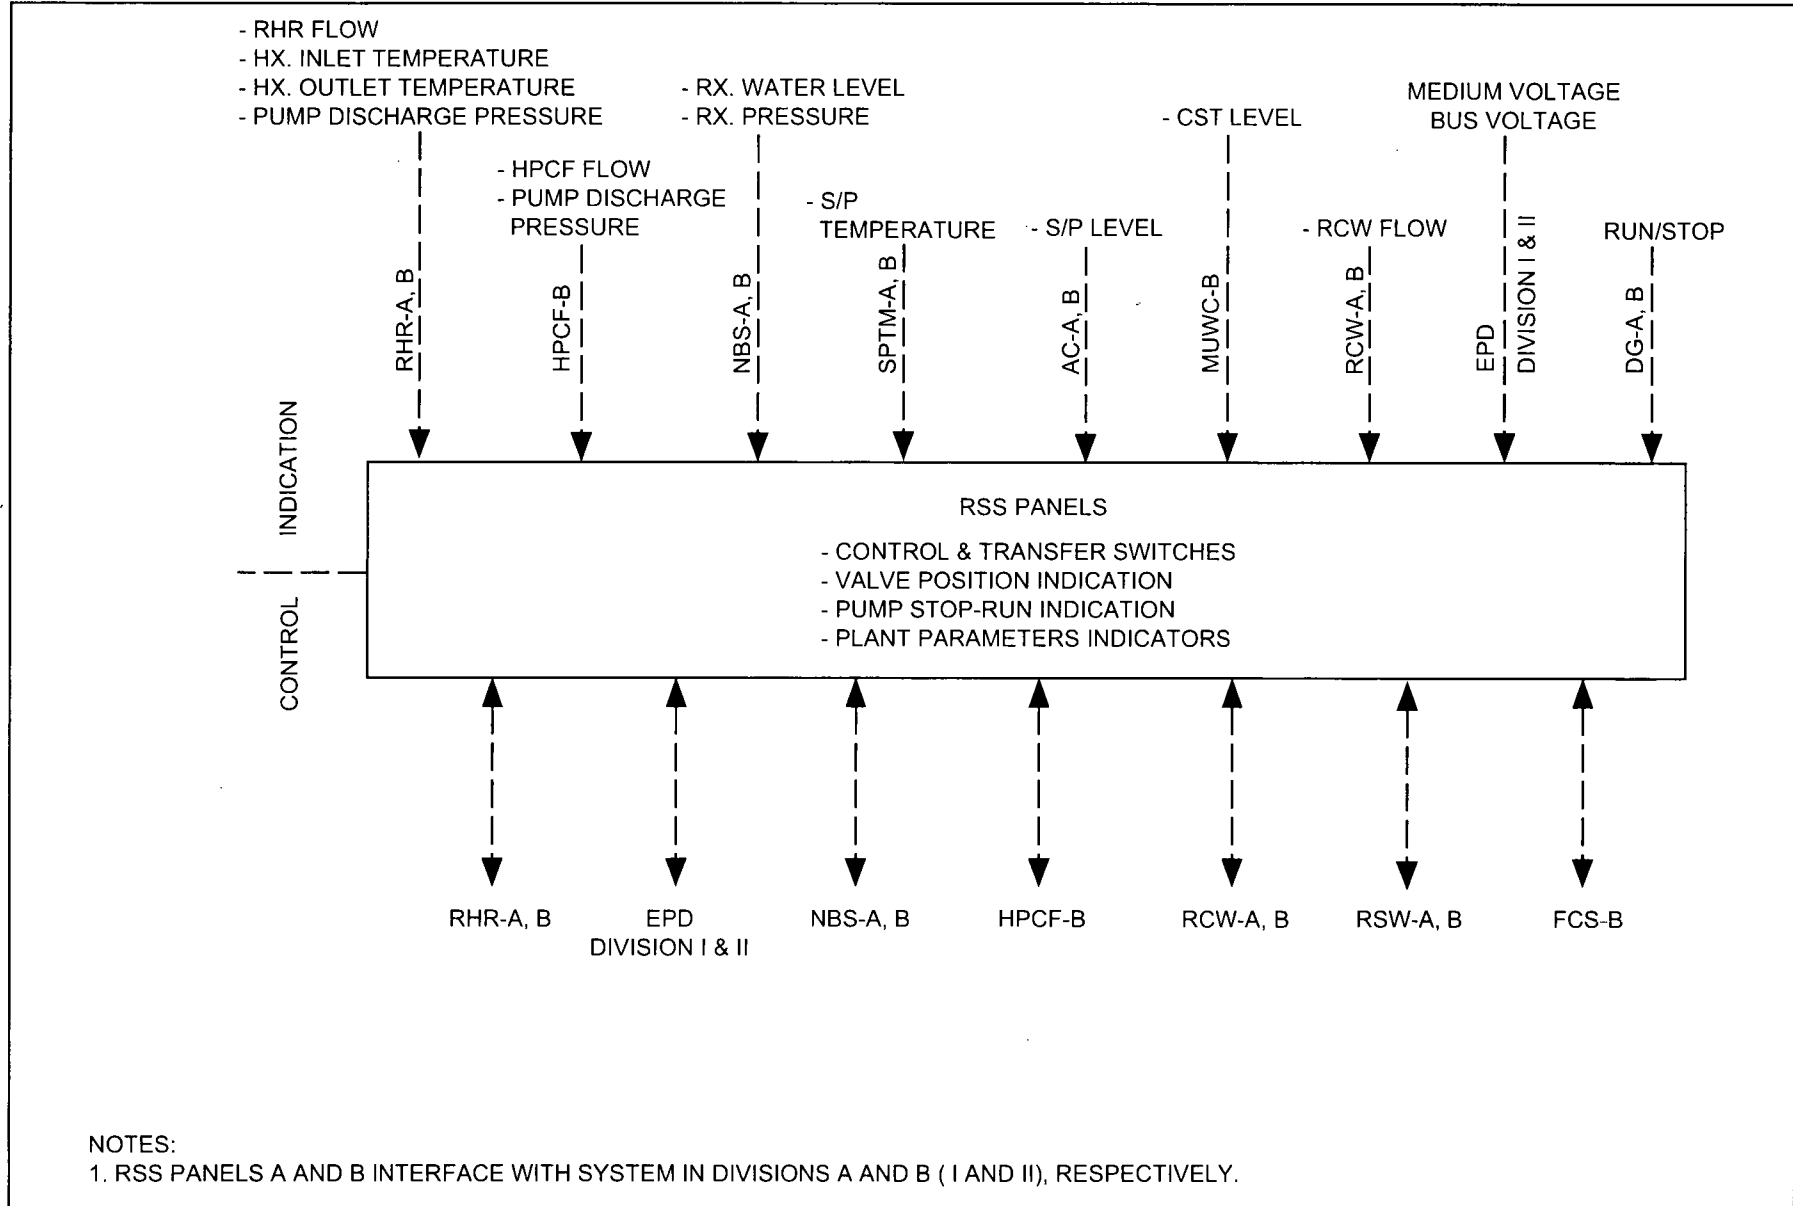 - RHR FLOW
- HX. INLET TEMPERATURE
- HX. OUTLET TEMPERATURE
- PUMP DISCHARGE PRESSURE
- HPCF FLOW
- PUMP DISCHARGE
PRESSURE
- RX. WATER LEVEL
- RX. PRESSURE
- S/P
TEMPERATURE
- S/P LEVEL
- CST LEVEL
- RCW FLOW
MEDIUM VOLTAGE
BUS VOLTAGE
RUN/STOP
RHR-A, B
HPCF-B
NBS-A, B
SPTM-A, B
AC-A, B
MUWC-B
RCW-A, B
EPD
DIVISION I & II
DG-A, B
INDICATION
CONTROL
RSS PANELS
- CONTROL & TRANSFER SWITCHES
- VALVE POSITION INDICATION
- PUMP STOP-RUN INDICATION
- PLANT PARAMETERS INDICATORS
RHR-A, B
EPD
DIVISION I & II
NBS-A, B
HPCF-B
RCW-A, B
RSW-A, B
FCS-B
NOTES:
1. RSS PANELS A AND B INTERFACE WITH SYSTEM IN DIVISIONS A AND B ( I AND II), RESPECTIVELY.